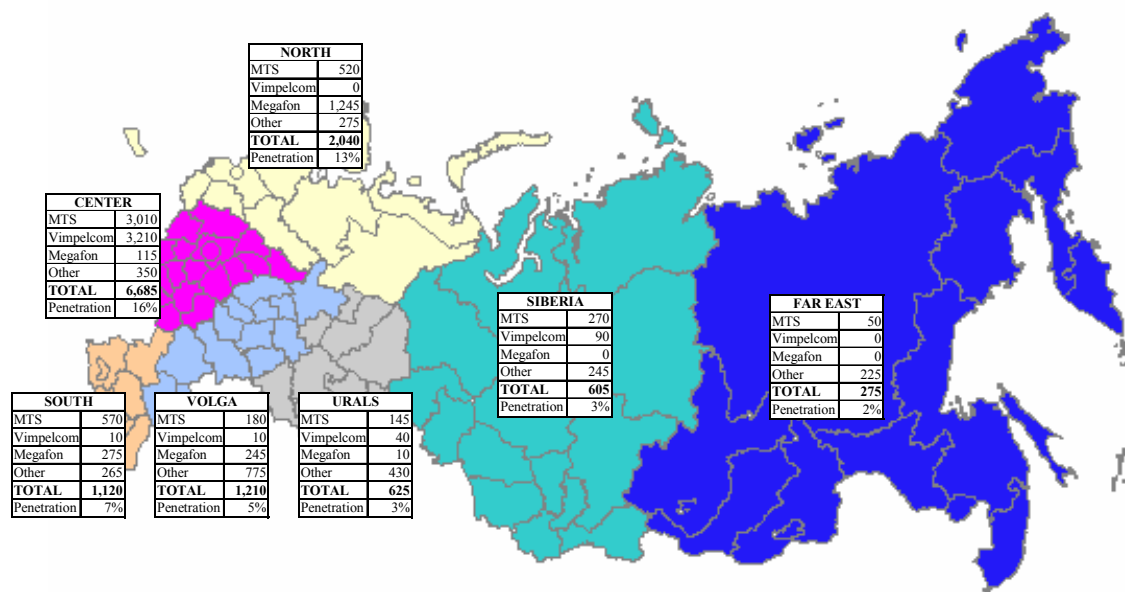 NORTH
MTS 520
Vimpelcom 0
Megafon 1,245
Other 275
TOTAL 2,040
Penetration 13%
CENTER
MTS 3,010
Vimpelcom 3,210
Megafon 115
Other 350
TOTAL 6,685
Penetration 16%
SIBERIA
MTS 270
Vimpelcom 90
Megafon 0
Other 245
TOTAL 605
Penetration 3%
FAR EAST
MTS 50
Vimpelcom 0
Megafon 0
Other 225
TOTAL 275
Penetration 2%
SOUTH
MTS 570
Vimpelcom 10
Megafon 275
Other 265
TOTAL 1,120
Penetration 7%
VOLGA
MTS 180
Vimpelcom 10
Megafon 245
Other 775
TOTAL 1,210
Penetration 5%
URALS
MTS 145
Vimpelcom 40
Megafon 10
Other 430
TOTAL 625
Penetration 3%